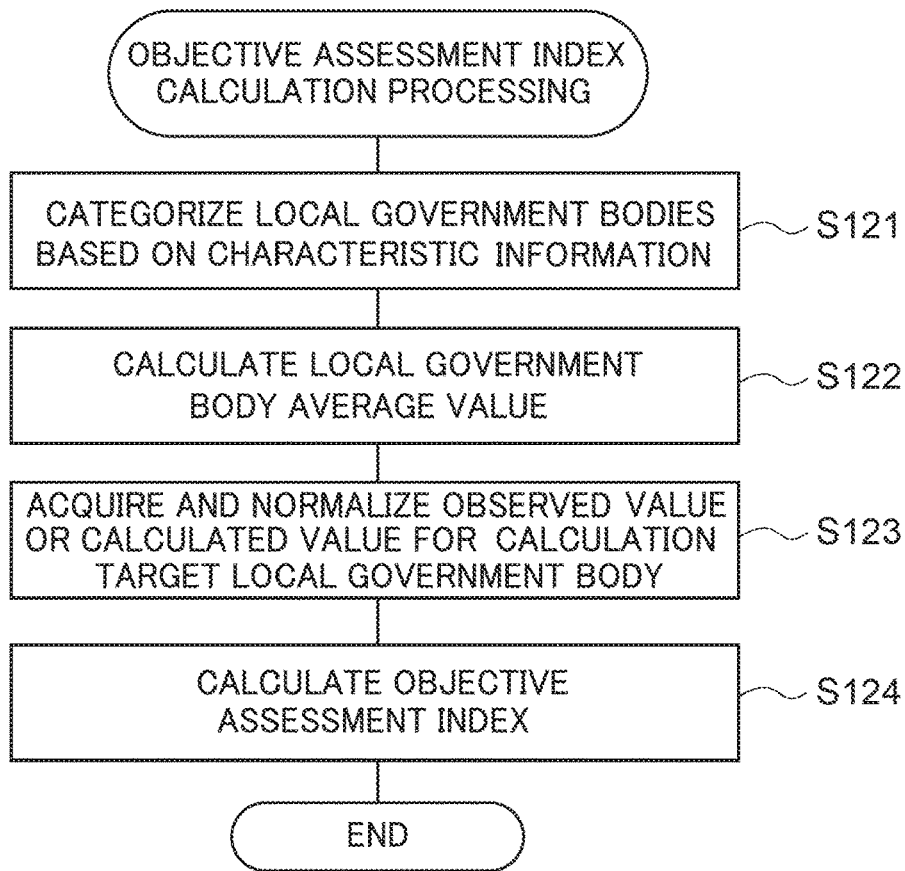 OBJECTIVE ASSESSMENT INDEX
CALCULATION PROCESSING
CATEGORIZE LOCAL GOVERNMENT BODIES
BASED ON CHARACTERISTIC INFORMATION
S121
CALCULATE LOCAL GOVERNMENT
BODY AVERAGE VALUE
S122
ACQUIRE AND NORMALIZE OBSERVED VALUE
OR CALCULATED VALUE FOR CALCULATION
TARGET LOCAL GOVERNMENT BODY
S123
CALCULATE OBJECTIVE
ASSESSMENT INDEX
S124
END